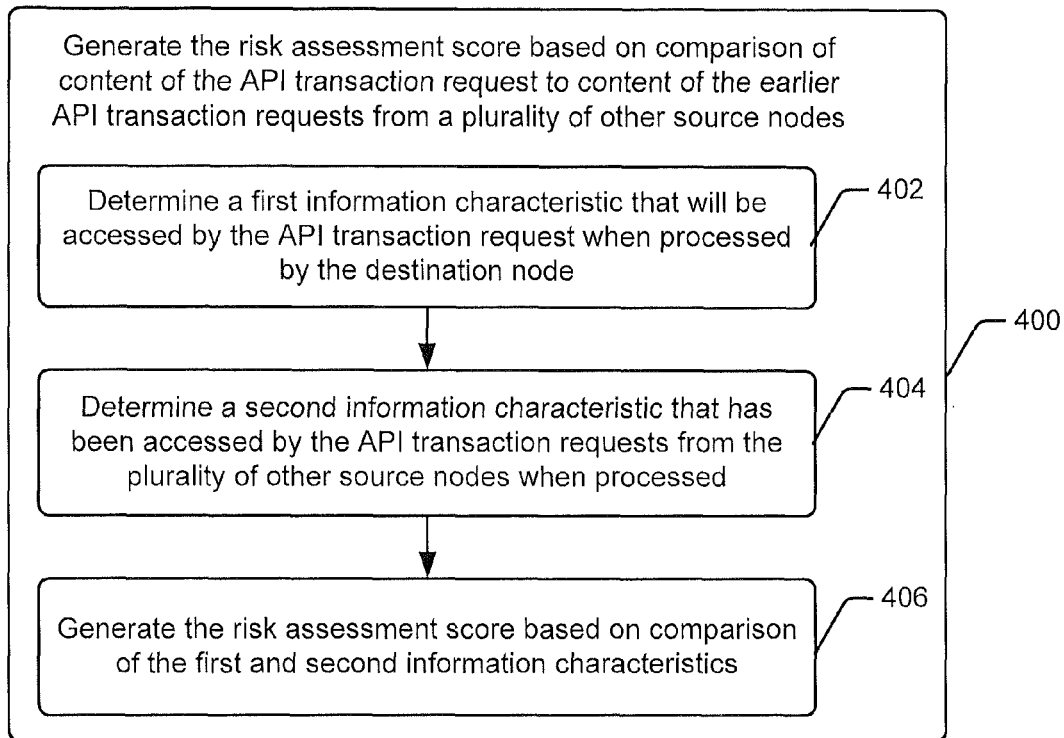 Generate the risk assessment score based on comparison of
content of the API transaction request to content of the earlier
API transaction requests from a plurality of other source nodes
402
Determine a first information characteristic that will be
accessed by the API transaction request when processed
by the destination node
400
404
Determine a second information characteristic that has
been accessed by the API transaction requests from the
plurality of other source nodes when processed
406
Generate the risk assessment score based on comparison
of the first and second information characteristics